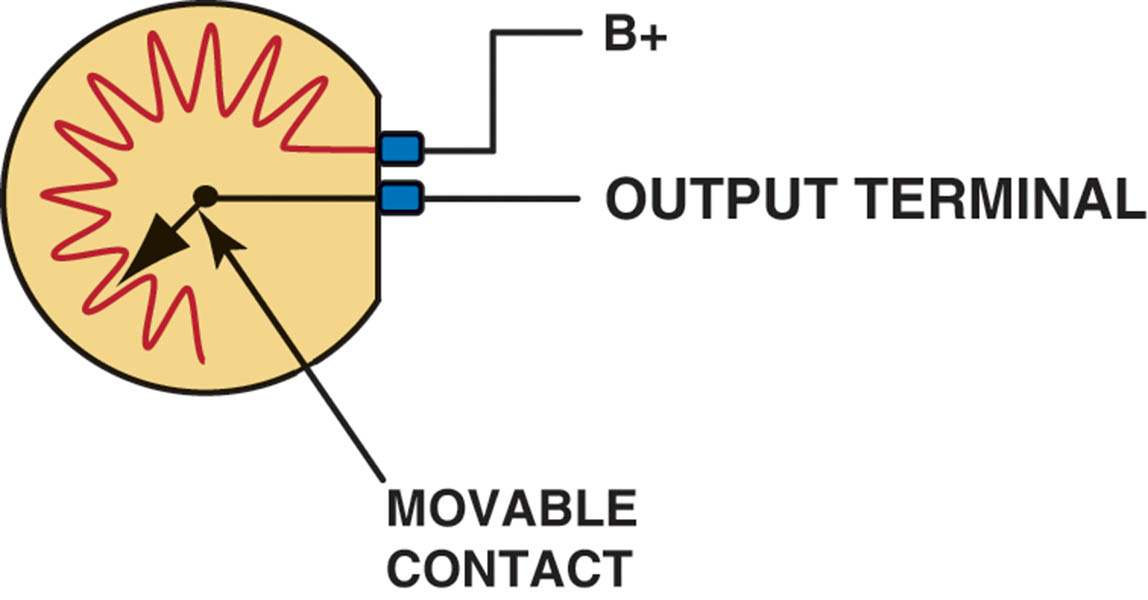 B+
OUTPUT TERMINAL
MOVABLE
CONTACT